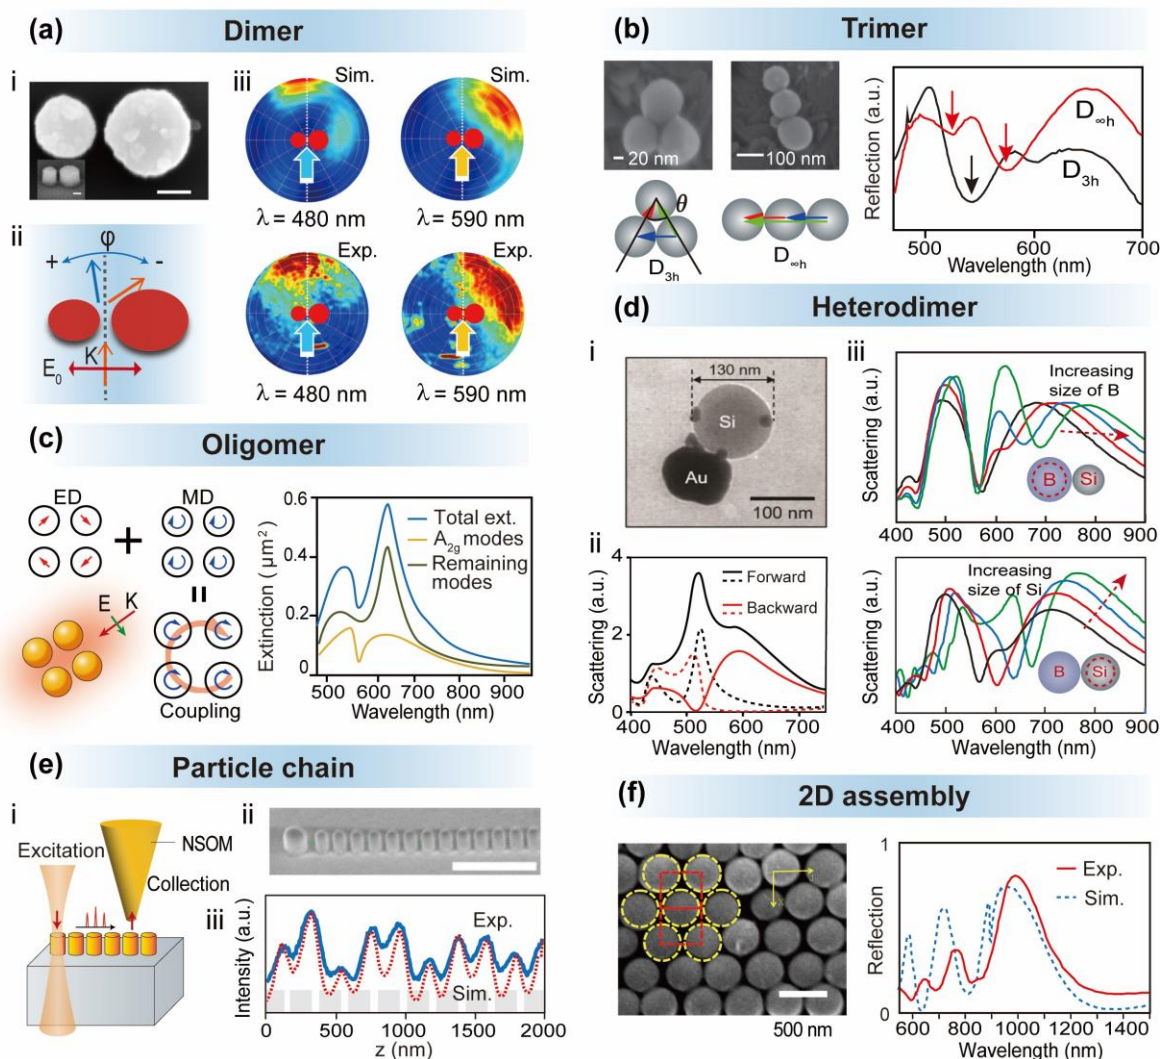 (a) Dimer
i
iii
Sim.
Sim.
λ = 480 nm
λ = 590 nm
ii
φ
+
-
K
E0
Exp.
Exp.
λ = 480 nm
λ = 590 nm
(b) Trimer
20 nm
100 nm
θ
D3h
D∞h
Reflection (a.u.)
D∞h
D3h
500
600
700
Wavelength (nm)
(c) Oligomer
ED
MD
+
=
E
K
Coupling
Extinction ( µm²)
0.6
0.4
0.2
0
Total ext.
A2g modes
Remaining
modes
500 600 700 800 900
Wavelength (nm)
(d) Heterodimer
i
130 nm
Si
Au
100 nm
ii
Scattering (a.u.)
4
2
0
Forward
Backward
400 500 600 700
Wavelength (nm)
iii
Scattering (a.u.)
Increasing
size of B
B
Si
400 500 600 700 800 900
Scattering (a.u.)
Increasing
size of Si
B
Si
400 500 600 700 800 900
Wavelength (nm)
(e) Particle chain
i
Excitation
NSOM
Collection
ii
iii
Intensity (a.u.)
Exp.
Sim.
0 500 1000 1500 2000
z (nm)
(f) 2D assembly
x
500 nm
Reflection
1
0
Exp.
Sim.
600 800 1000 1200 1400
Wavelength (nm)